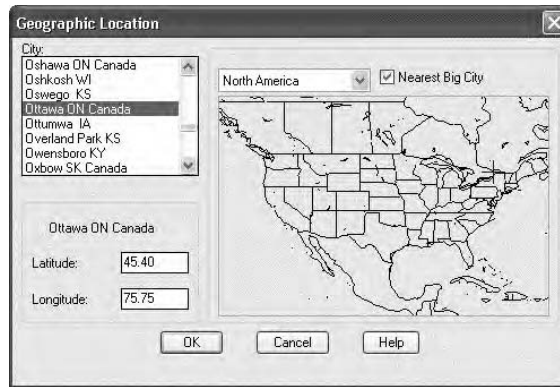 Geographic Location
City:
Oshawa ON Canada
Oshkosh WI
Oswego KS
Ottawa ON Canada
Ottumwa IA
Overland Park KS
Owensboro KY
Oxbow SK Canada
North America
Nearest Big City
Ottawa ON Canada
Latitude: 45.40
Longitude: 75.75
OK Cancel Help